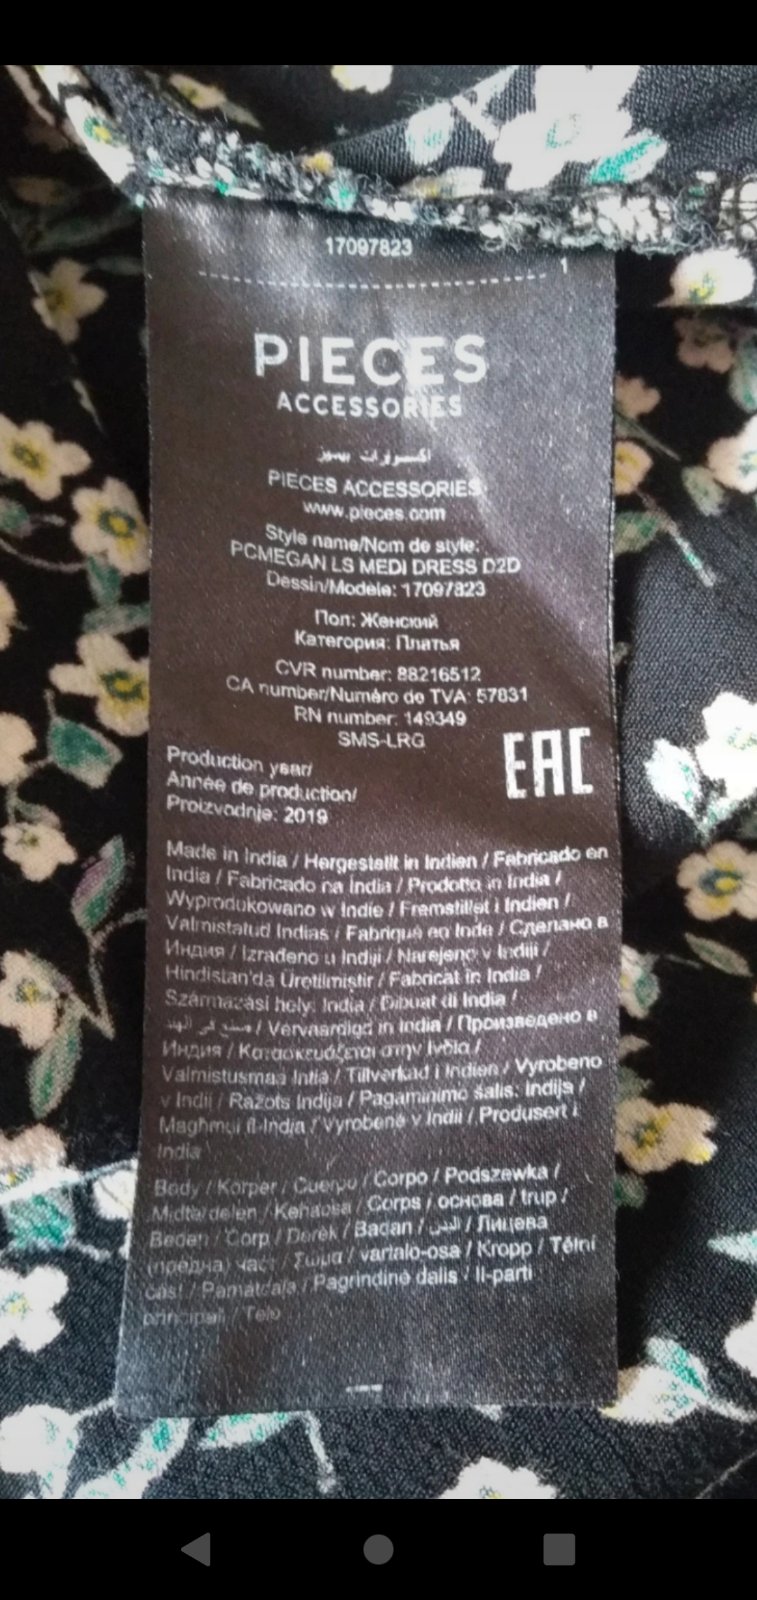 17097823
1
PIECES
ACCESSORIES
اكسسورات بيسيز
PIECES ACCESSORIES
www.pieces.com
Style name/Nom de style:
PCMEGAN LS MEDI DRESS D2D
Dessin/Modele: 17097823
Пол: Женский
Категория: Платья
CVR number: 88216512
CA number/Numéro de TVA: 57831
RN number: 149349
SMS-LRG
EAC
Production year/
Année de production/
Proizvodnje: 2019
Made in India / Hergestellt in Indien / Fabricado en
India / Fabricado na Índia / Prodotto in India /
Wyprodukowano w Indie / Fremstillet i Indien /
Valmistatud Indias / Fabriqué en Inde / Сделано в
Индия / Izrađeno u Indiji / Narejeno v Indiji /
Hindistan'da Üretilmiştir / Fabricat în India /
Származási hely: India / Dibuat di India /
صنع في الهند / Vervaardigd in India / Произведено в
Индия / Κατασκευάζεται στην Ινδία /
Valmistusmaa Intia / Tillverkad i Indien / Vyrobeno
v Indii / Ražots Indija / Pagaminimo šalis: Indija /
Magħmul fl-Indja / Vyrobené v Indii / Produsert i
India
Body / Körper / Cuerpo / Corpo / Podszewka /
Midterdelen / Kehaosa / Corps / основа / trup /
Beden / Corp / Derék / Badan / البدن / Лицева
(предна) част / Σώμα / vartalo-osa / Kropp / Tělní
část / Pamatdaļa / Pagrindinė dalis / Il-parti
prinċipali / Telo